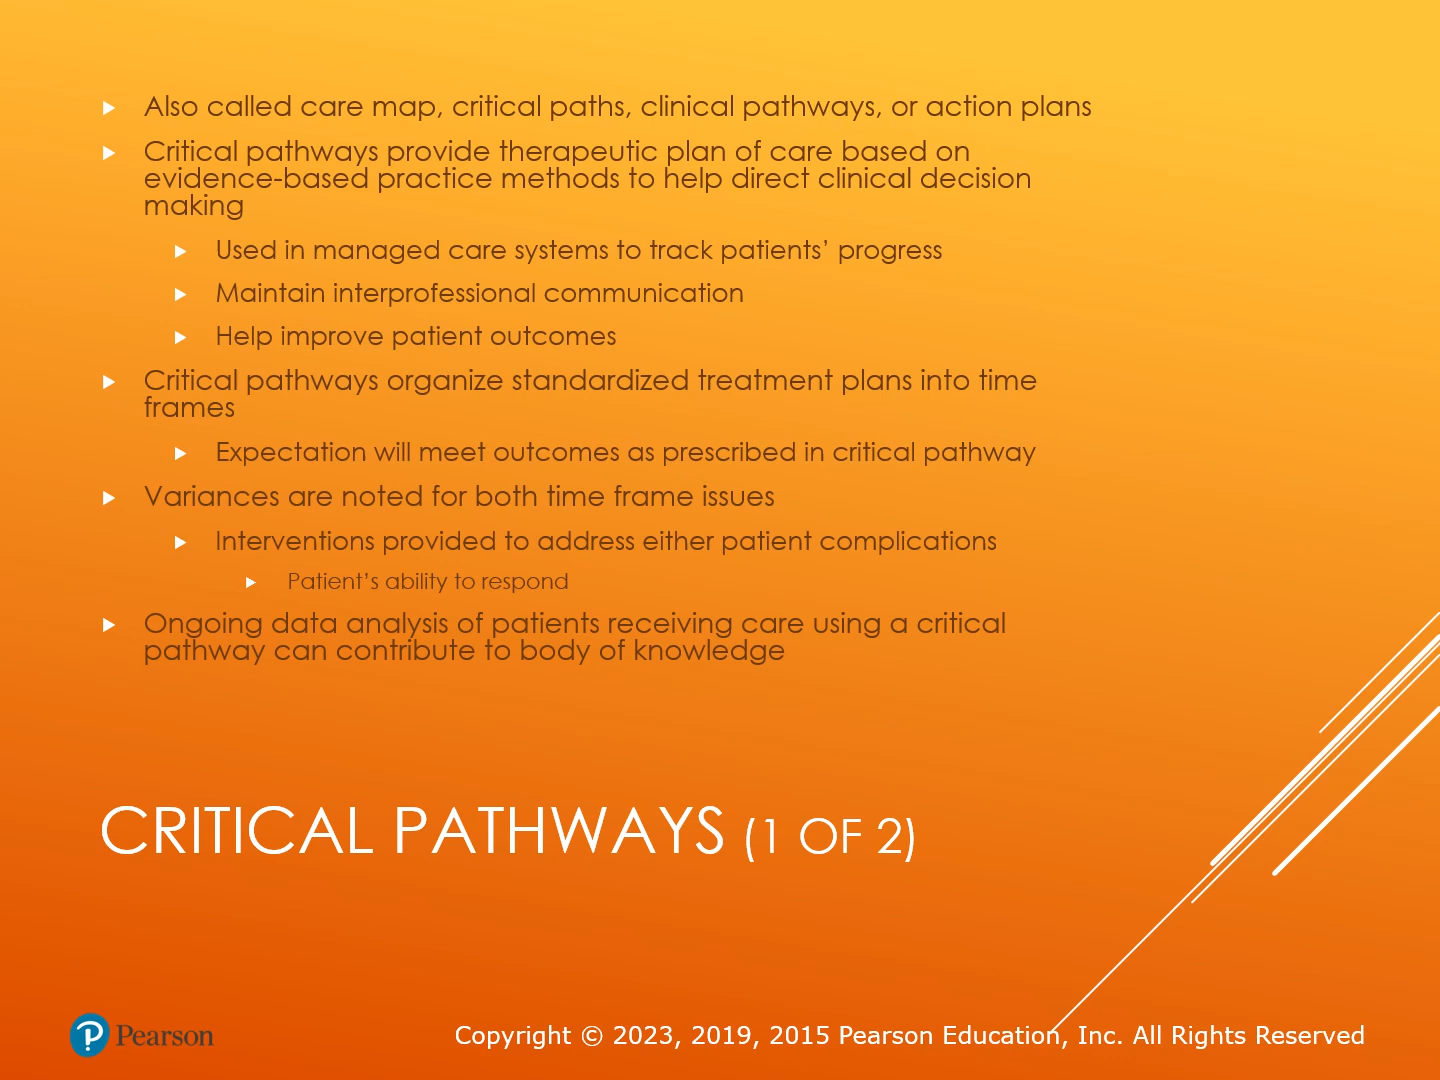 Also called care map, critical paths, clinical pathways, or action plans
Critical pathways provide therapeutic plan of care based on
evidence-based practice methods to help direct clinical decision
making
Used in managed care systems to track patients’ progress
Maintain interprofessional communication
Help improve patient outcomes
Critical pathways organize standardized treatment plans into time
frames
Expectation will meet outcomes as prescribed in critical pathway
Variances are noted for both time frame issues
Interventions provided to address either patient complications
Patient’s ability to respond
Ongoing data analysis of patients receiving care using a critical
pathway can contribute to body of knowledge
CRITICAL PATHWAYS (1 OF 2)
Pearson
Copyright © 2023, 2019, 2015 Pearson Education, Inc. All Rights Reserved